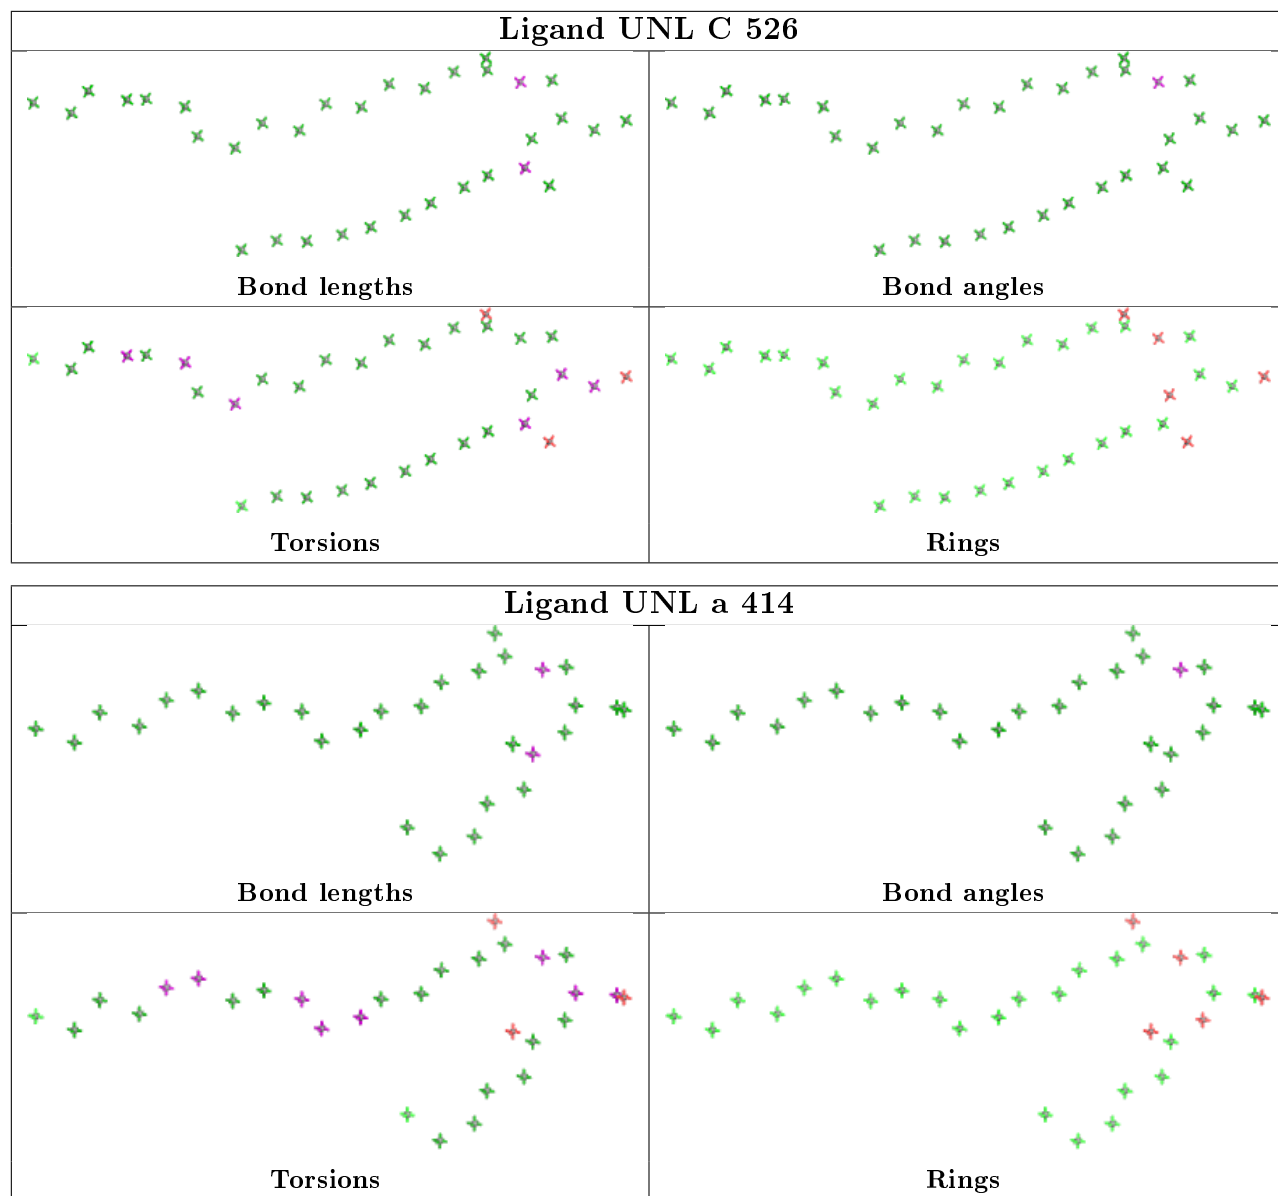 Ligand UNL C 526
Bond lengths
Bond angles
Torsions
Rings
Ligand UNL a 414
Bond lengths
Bond angles
Torsions
Rings